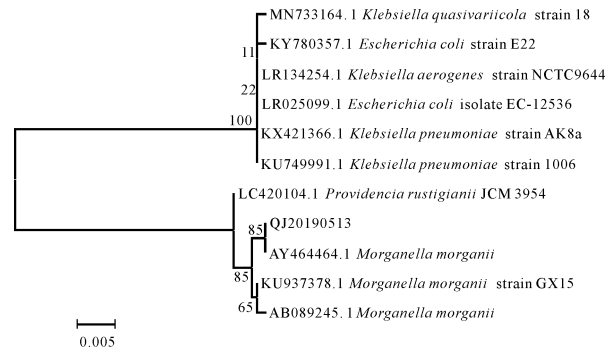 MN733164.1 Klebsiella quasivariicola strain 18
KY780357.1 Escherichia coli strain E22
11
LR134254.1 Klebsiella aerogenes strain NCTC9644
22
LR025099.1 Escherichia coli isolate EC-12536
100
KX421366.1 Klebsiella pneumoniae strain AK8a
KU749991.1 Klebsiella pneumoniae strain 1006
LC420104.1 Providencia rustigianii JCM 3954
QJ20190513
85
AY464464.1 Morganella morganii
85
KU937378.1 Morganella morganii strain GX15
65
AB089245.1 Morganella morganii
0.005